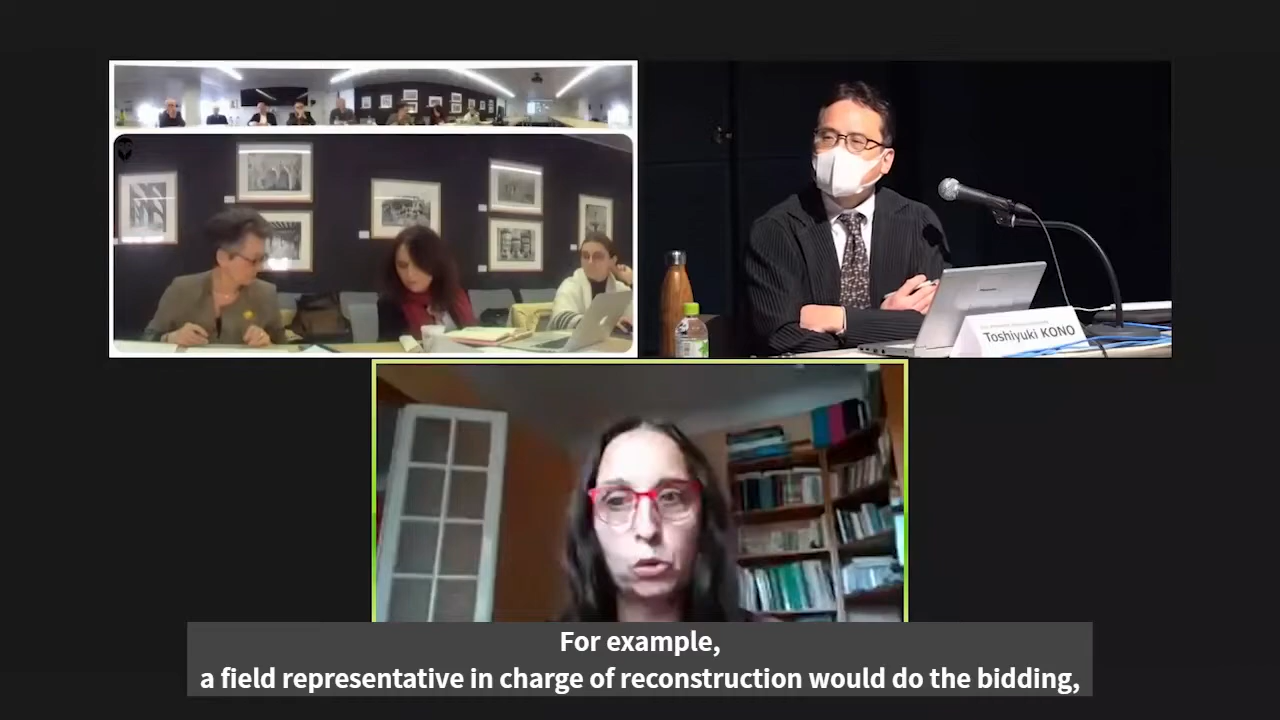 Toshiyuki KONO
For example,
a field representative in charge of reconstruction would do the bidding,